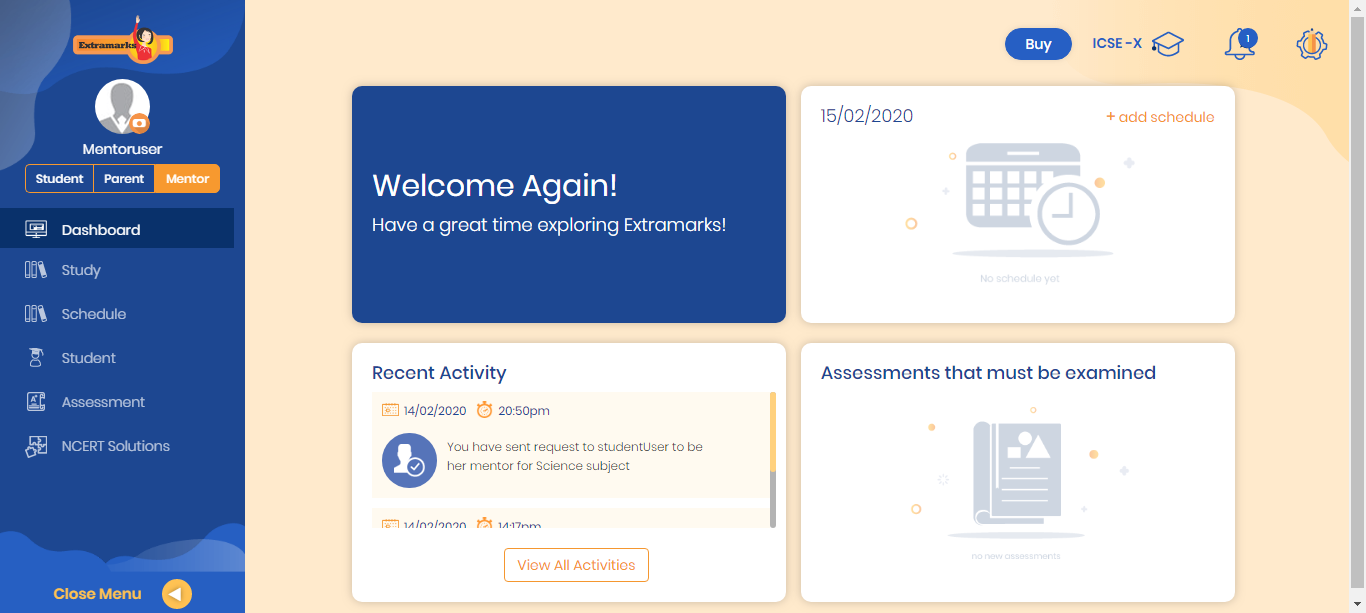 Extramarks
Mentoruser
Student Parent Mentor
Dashboard
Study
Schedule
Student
Assessment
NCERT Solutions
Close Menu
Buy
ICSE -X
1
Welcome Again!
Have a great time exploring Extramarks!
15/02/2020
+ add schedule
No schedule yet
Recent Activity
14/02/2020 20:50pm
You have sent request to studentUser to be
her mentor for Science subject
14/02/2020 14:17pm
View All Activities
Assessments that must be examined
no new assessments